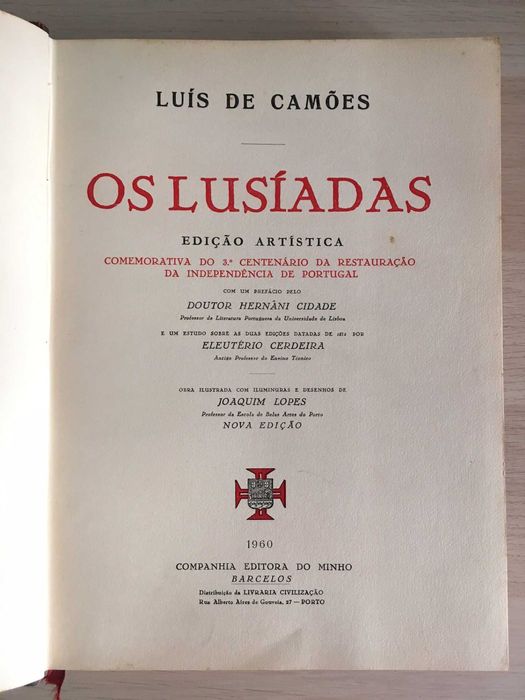 LUÍS DE CAMÕES
OS LUSÍADAS
EDIÇÃO ARTÍSTICA
COMEMORATIVA DO 3.º CENTENÁRIO DA RESTAURAÇÃO
DA INDEPENDÊNCIA DE PORTUGAL
COM UM PREFÁCIO PELO
DOUTOR HERNÂNI CIDADE
Professor de Literatura Portuguesa da Universidade de Lisboa
E UM ESTUDO SOBRE AS DUAS EDIÇÕES DATADAS DE 1572 POR
ELEUTÉRIO CERDEIRA
Antigo Professor do Ensino Técnico
OBRA ILUSTRADA COM ILUMINURAS E DESENHOS DE
JOAQUIM LOPES
Professor da Escola de Belas Artes do Porto
NOVA EDIÇÃO
1960
COMPANHIA EDITORA DO MINHO
BARCELOS
Distribuição da LIVRARIA CIVILIZAÇÃO
Rua Alberto Aires de Gouveia, 27 — PORTO